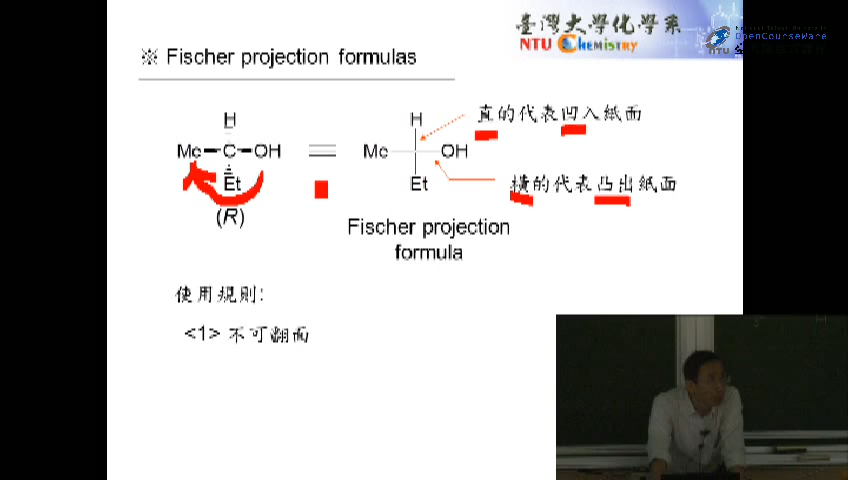 臺灣大學化學系
NTU Chemistry
OpenCourseWare
※ Fischer projection formulas
H
H
直的代表凹入紙面
Me C OH
Me OH
Et
Et
橫的代表凸出紙面
(R)
Fischer projection
formula
使用規則:
<1> 不可翻面